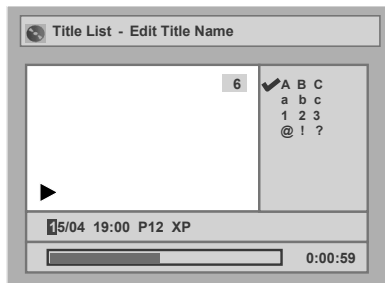 Title List - Edit Title Name
6
A B C
a b c
1 2 3
@ ! ?
15/04 19:00 P12 XP
0:00:59